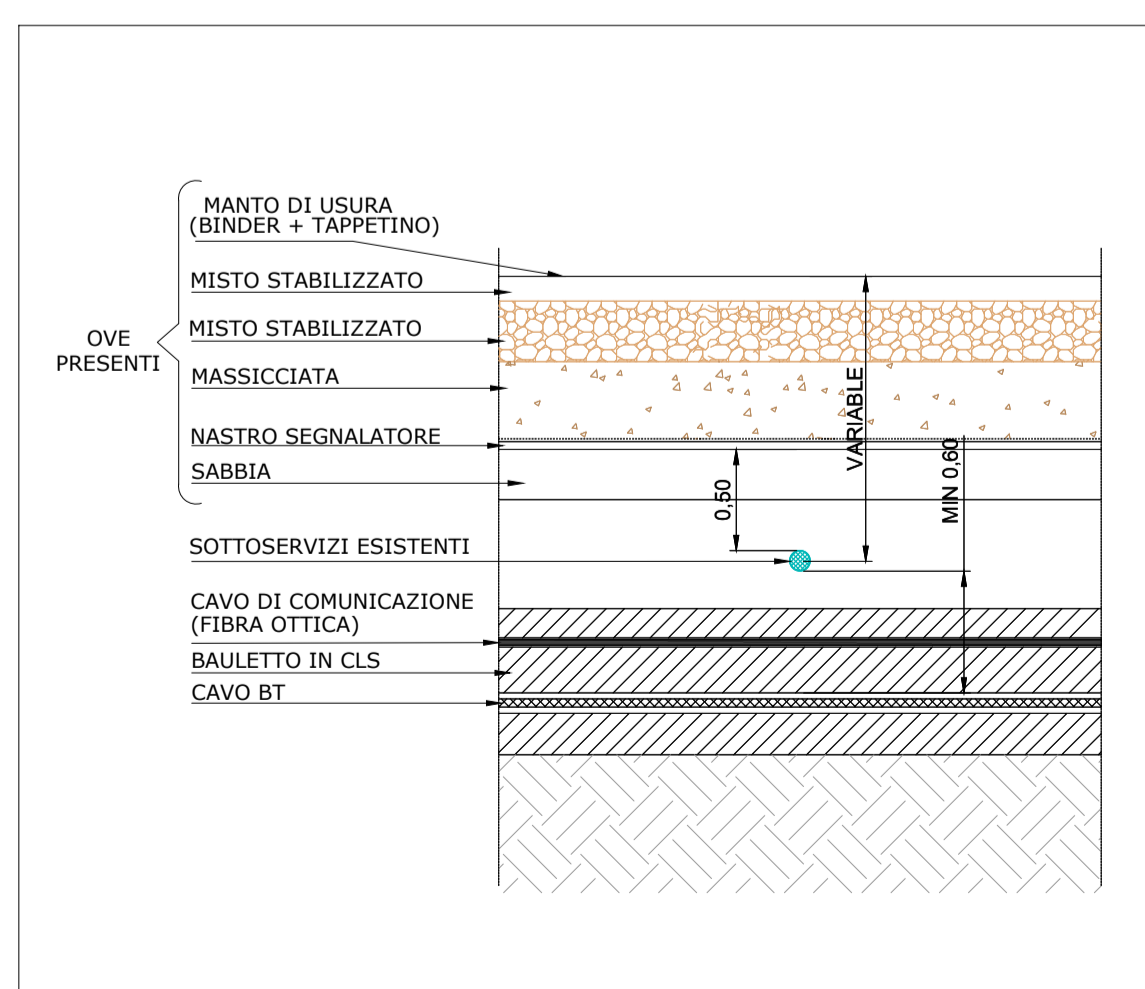 MANTO DI USURA
(BINDER + TAPPETINO)
MISTO STABILIZZATO
MISTO STABILIZZATO
OVE
PRESENTI
MASSICCIATA
NASTRO SEGNALATORE
SABBIA
SOTTOSERVIZI ESISTENTI
CAVO DI COMUNICAZIONE
(FIBRA OTTICA)
BAULETTO IN CLS
CAVO BT
0,50
VARIABLE
MIN 0,60